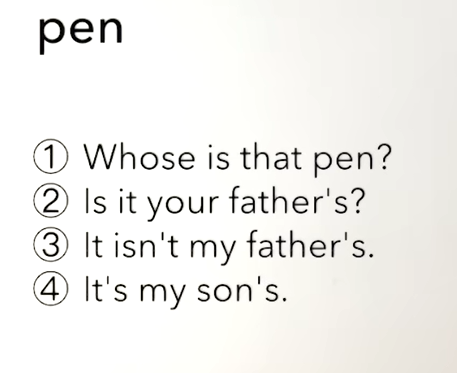 pen
① Whose is that pen?
② Is it your father's?
③ It isn't my father's.
④ It's my son's.